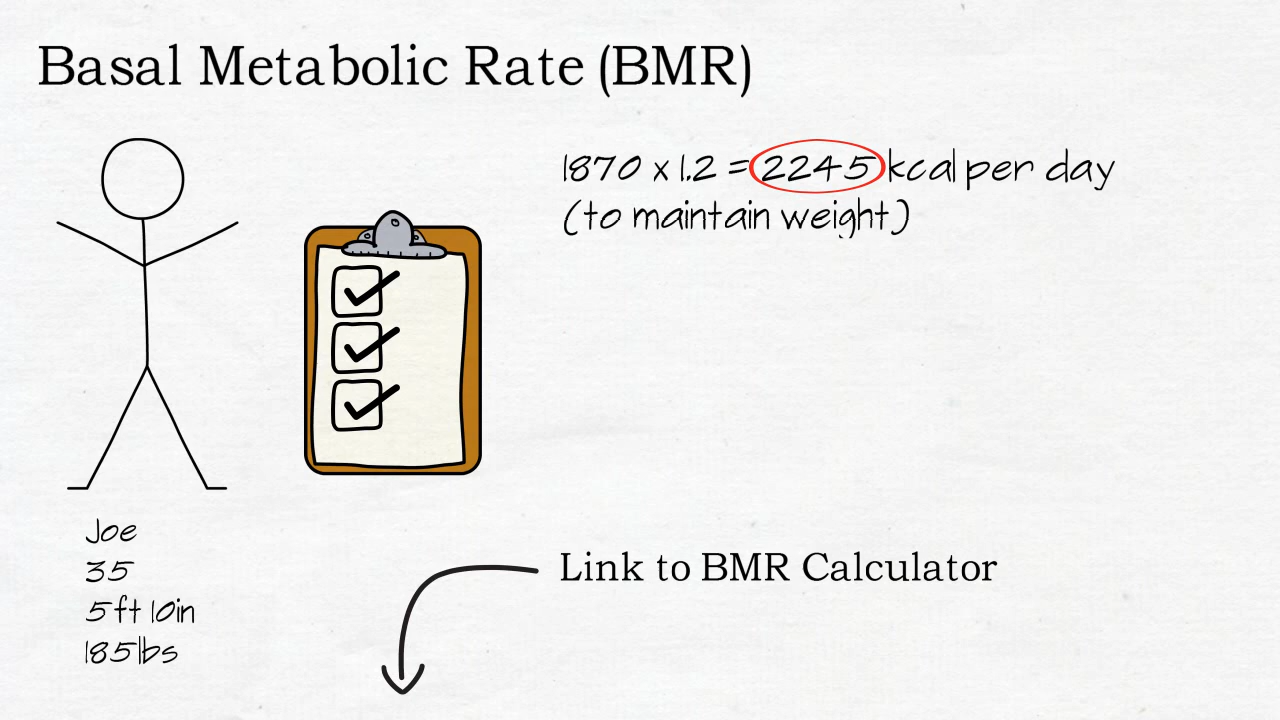 Basal Metabolic Rate (BMR)
1870 x 1.2 = 2245 kcal per day
(to maintain weight)
Joe
35
5ft 10in
185lbs
Link to BMR Calculator